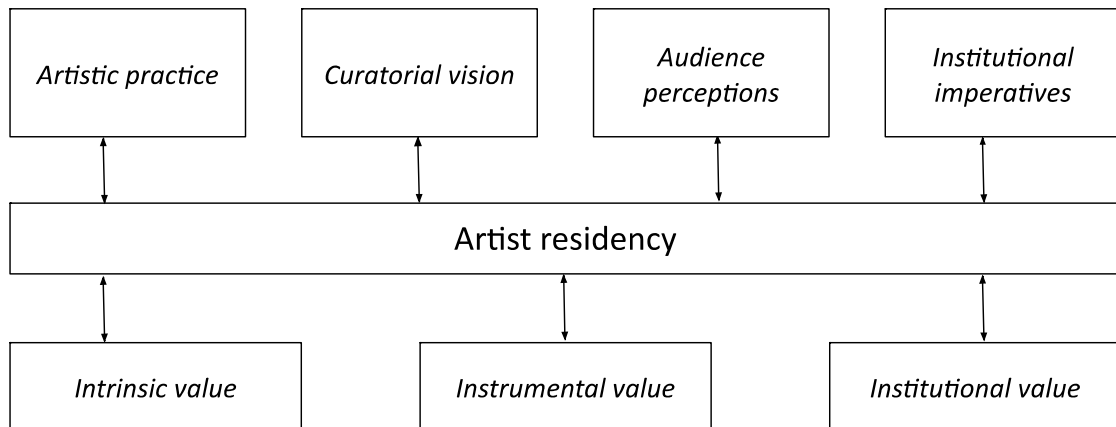 Artistic practice
Curatorial vision
Audience
perceptions
Institutional
imperatives
Artist residency
Intrinsic value
Instrumental value
Institutional value